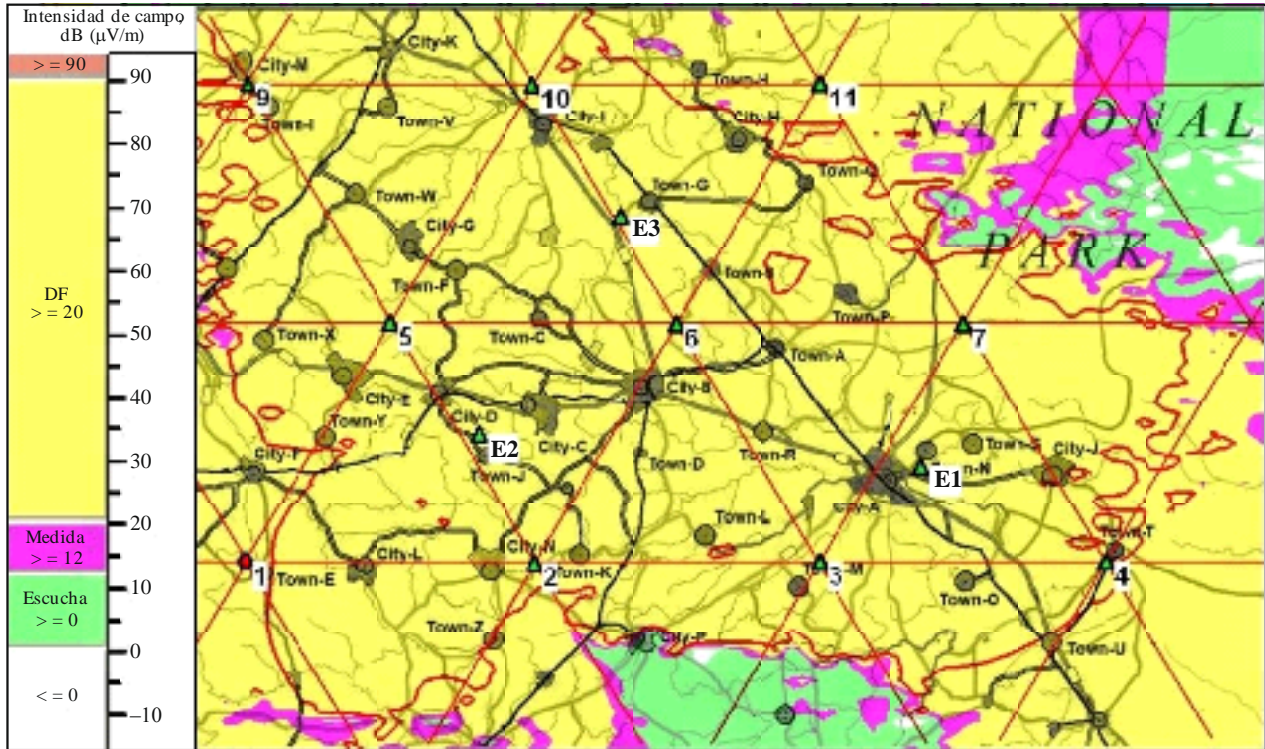 Intensidad de campo
dB (μV/m)
>= 90
DF
>= 20
Medida
>= 12
Escucha
>= 0
<= 0
90
80
70
60
50
40
30
20
10
0
–10
City-K
City-M
9
10
11
Town-H
City-H
Town-I
Town-V
City-I
NATIONAL
Town-Q
Town-G
Town-W
E3
City-G
PARK
Town-F
Town-P
Town-X
5
Town-C
6
7
Town-A
City-B
City-E
City-D
Town-Y
E2
City-C
Town-S
City-J
City-F
Town-J
Town-D
Town-R
E1
City-A
Town-L
Town-T
City-L
City-N
1
Town-E
2
Town-K
3
Town-M
4
Town-O
Town-Z
City-P
Town-U